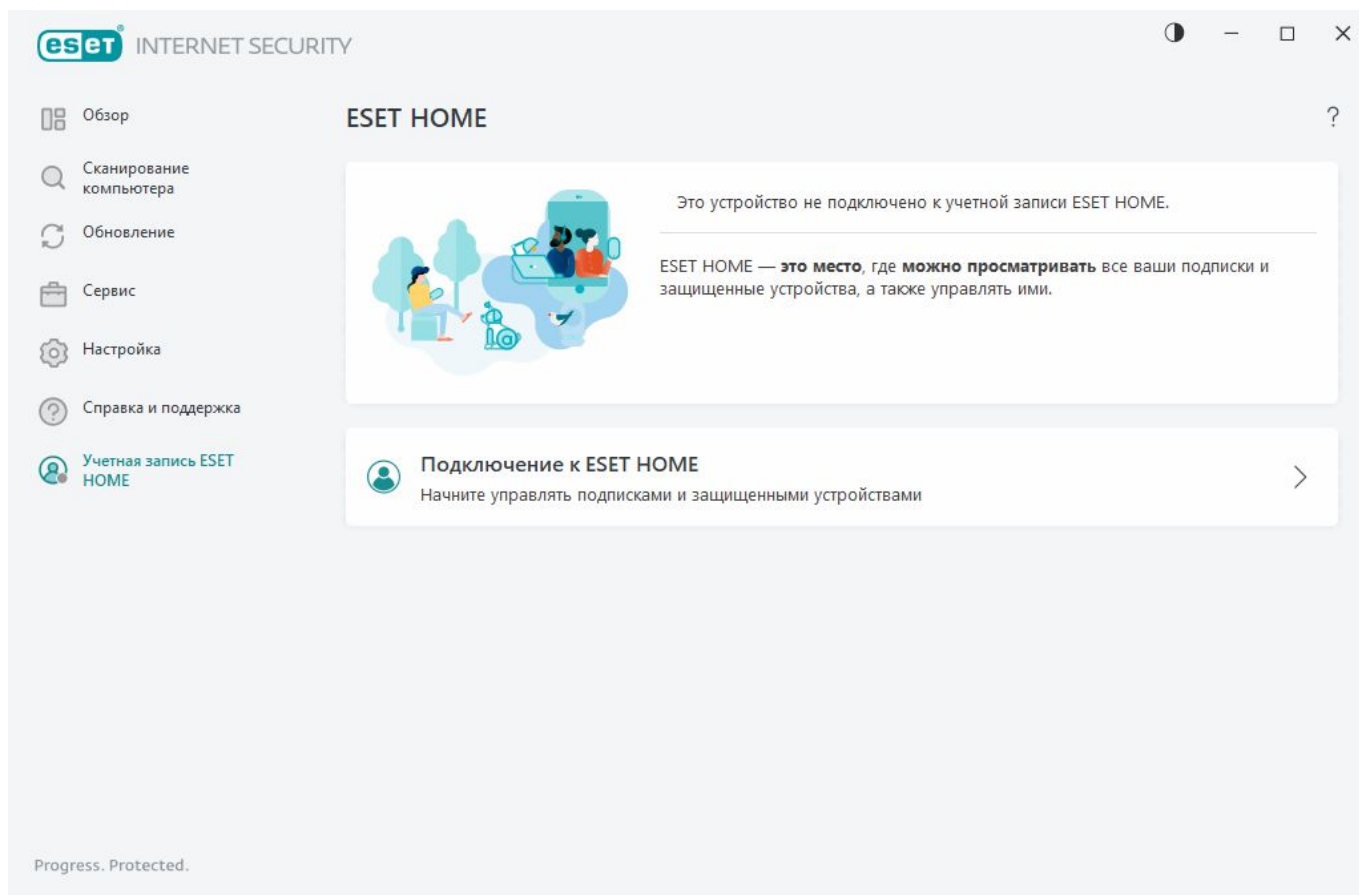 eset® INTERNET SECURITY
Обзор
Сканирование
компьютера
Обновление
Сервис
Настройка
Справка и поддержка
Учетная запись ESET
HOME
ESET HOME
?
Это устройство не подключено к учетной записи ESET HOME.
ESET HOME — это место, где можно просматривать все ваши подписки и
защищенные устройства, а также управлять ими.
Подключение к ESET HOME
Начните управлять подписками и защищенными устройствами
Progress. Protected.